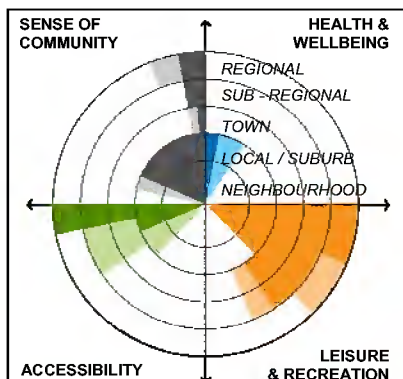 SENSE OF
COMMUNITY
HEALTH &
WELLBEING
REGIONAL
SUB - REGIONAL
TOWN
LOCAL / SUBURB
NEIGHBOURHOOD
ACCESSIBILITY
LEISURE
& RECREATION